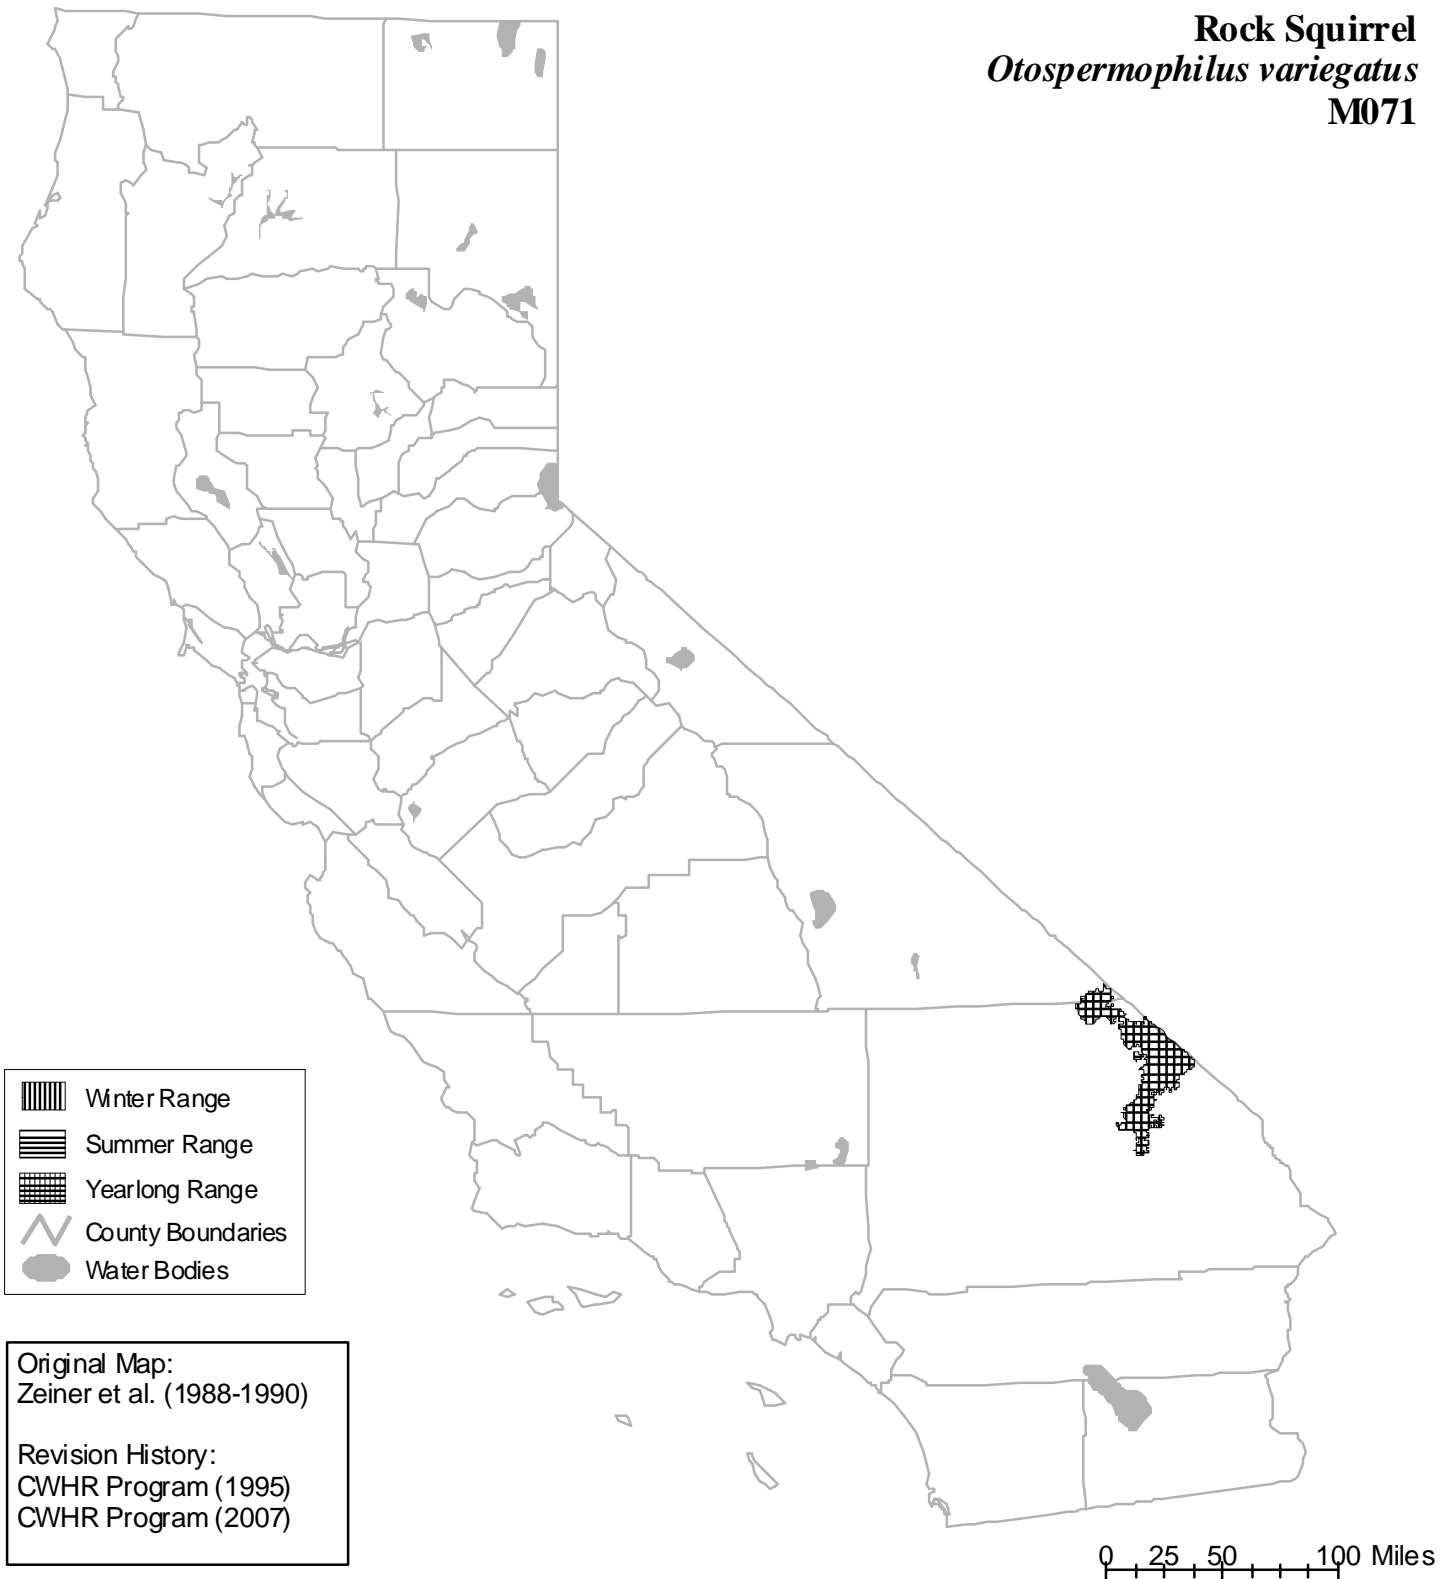 Rock Squirrel
Otospermophilus variegatus
M071
Winter Range
Summer Range
Yearlong Range
County Boundaries
Water Bodies
Original Map:
Zeiner et al. (1988-1990)
Revision History:
CWHR Program (1995)
CWHR Program (2007)
0 25 50 100 Miles